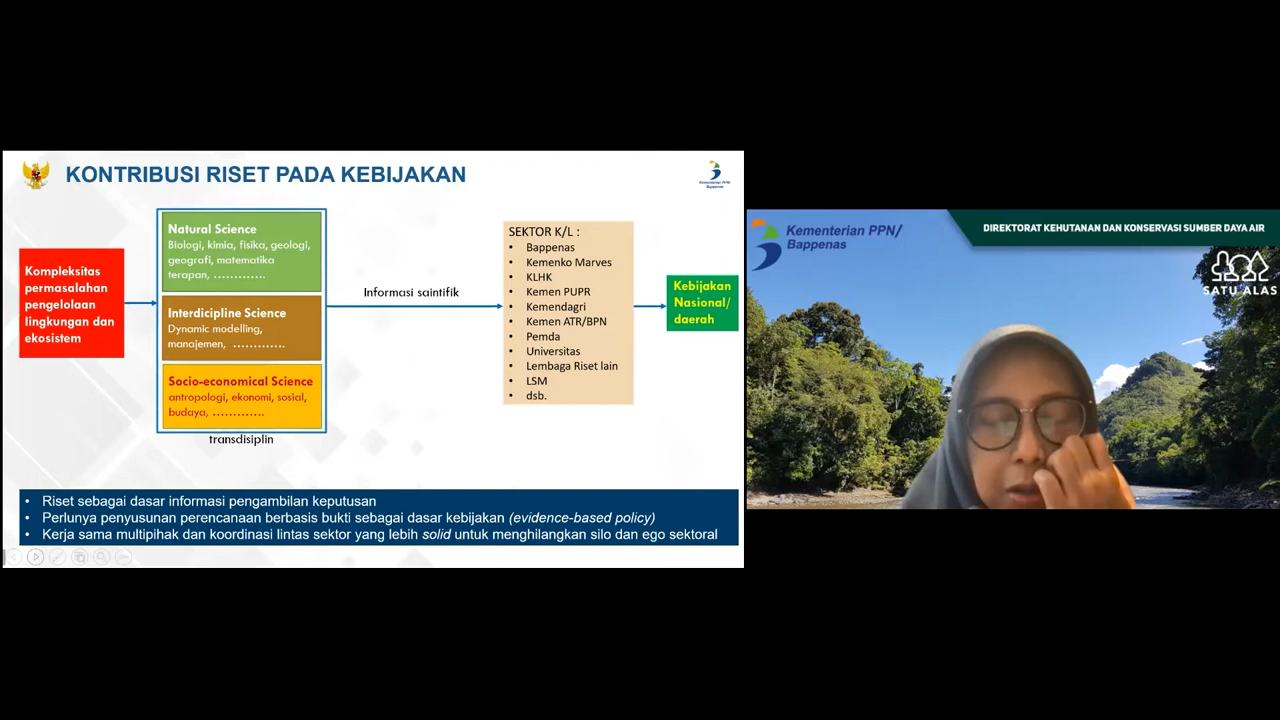 KONTRIBUSI RISET PADA KEBIJAKAN
Kementerian PPN/
Bappenas
Kompleksitas
permasalahan
pengelolaan
lingkungan dan
ekosistem
Natural Science
Biologi, kimia, fisika, geologi,
geografi, matematika
terapan, ………….
Interdicipline Science
Dynamic modelling,
manajemen, ………….
Socio-economical Science
antropologi, ekonomi, sosial,
budaya, ………….
transdisiplin
Informasi saintifik
SEKTOR K/L :
• Bappenas
• Kemenko Marves
• KLHK
• Kemen PUPR
• Kemendagri
• Kemen ATR/BPN
• Pemda
• Universitas
• Lembaga Riset lain
• LSM
• dsb.
Kebijakan
Nasional/
daerah
• Riset sebagai dasar informasi pengambilan keputusan
• Perlunya penyusunan perencanaan berbasis bukti sebagai dasar kebijakan (evidence-based policy)
• Kerja sama multipihak dan koordinasi lintas sektor yang lebih solid untuk menghilangkan silo dan ego sektoral
Kementerian PPN/
Bappenas
DIREKTORAT KEHUTANAN DAN KONSERVASI SUMBER DAYA AIR
SATU ALAS